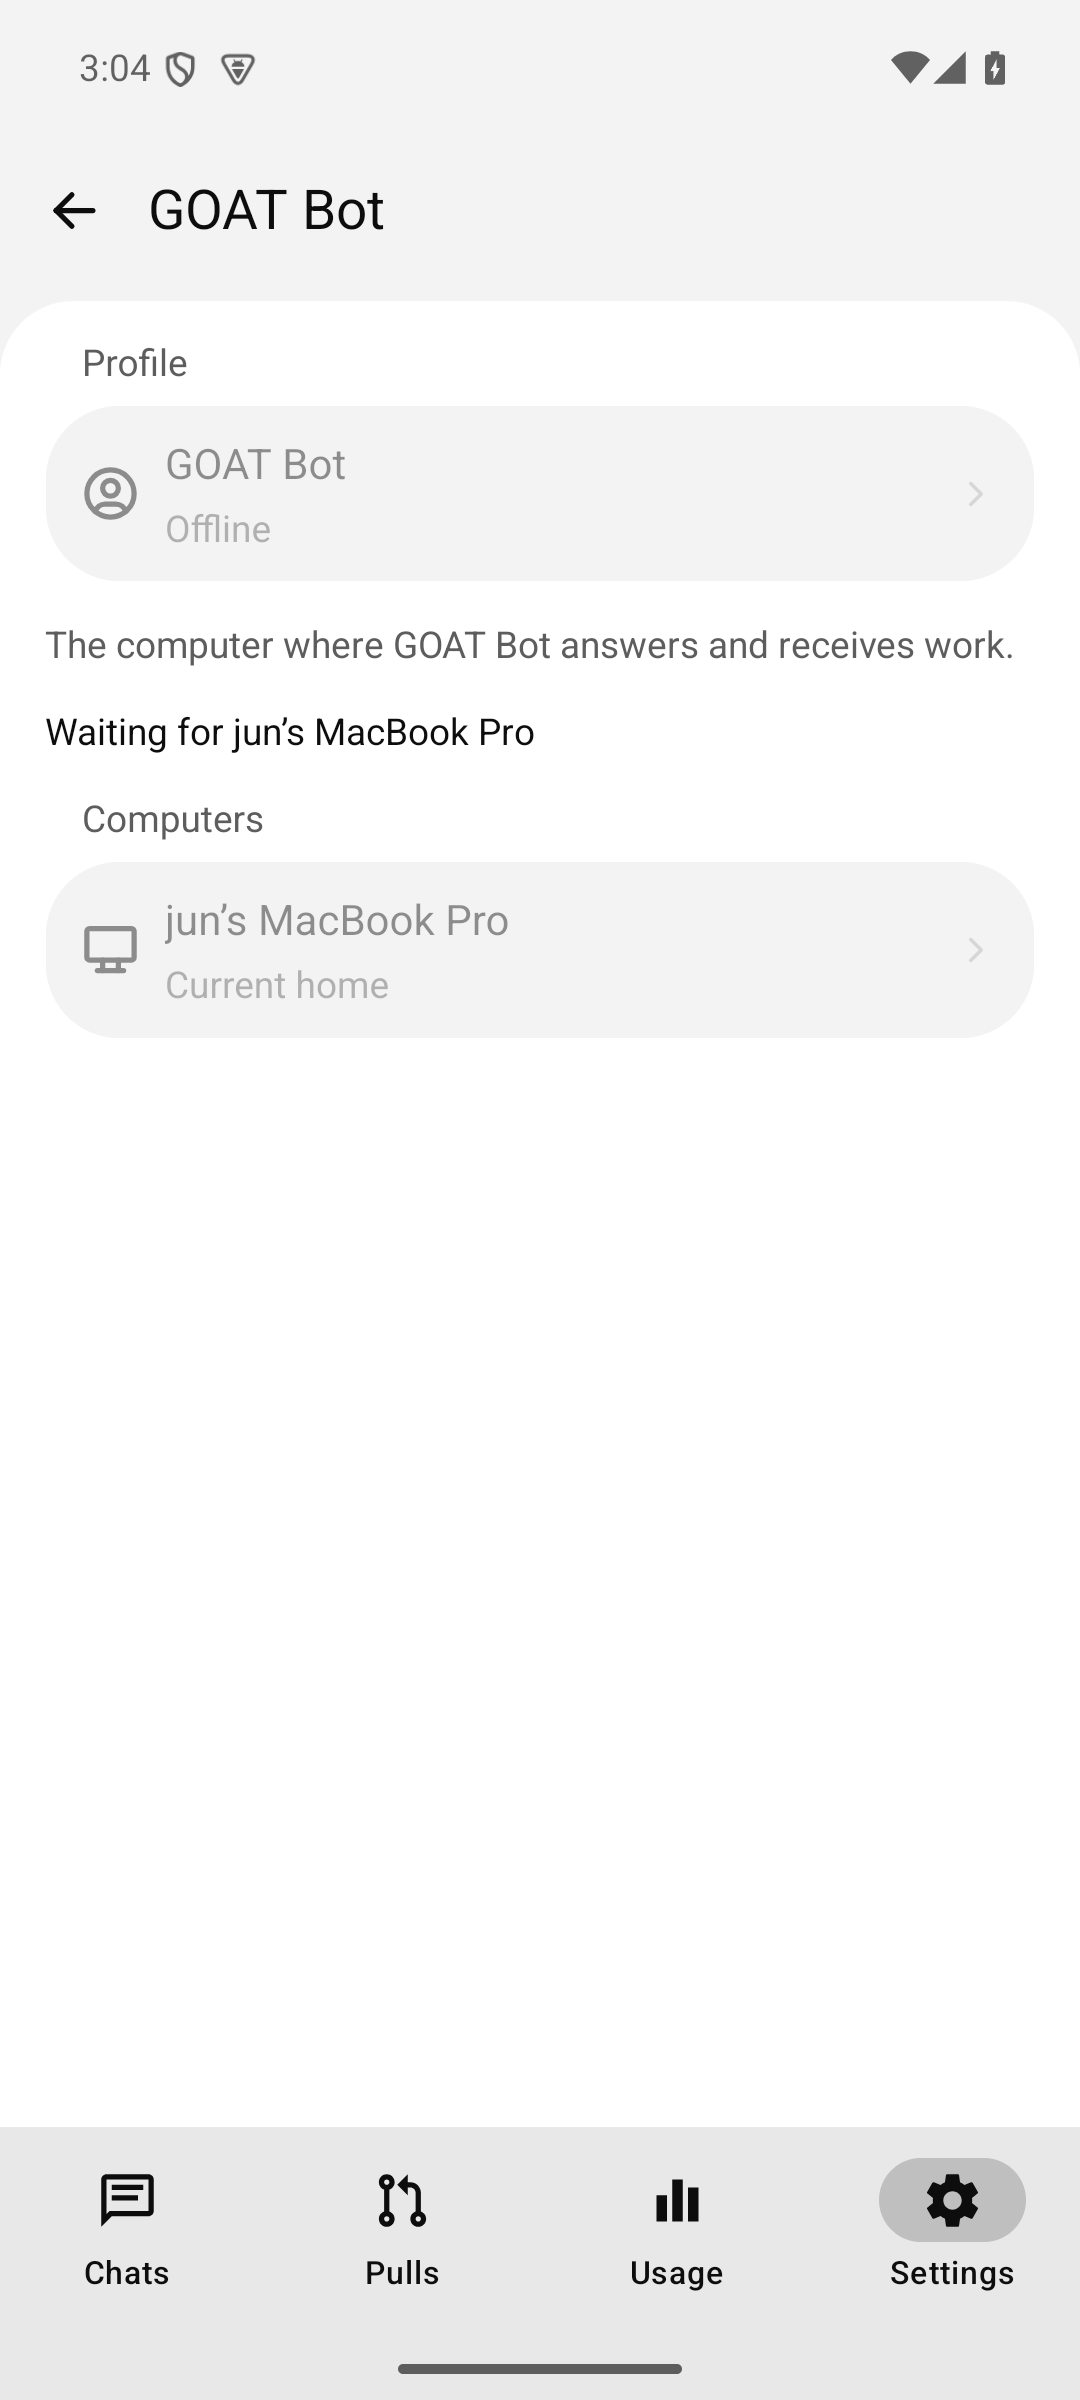 3:04
GOAT Bot
Profile
GOAT Bot
Offline
The computer where GOAT Bot answers and receives work.
Waiting for jun’s MacBook Pro
Computers
jun’s MacBook Pro
Current home
Chats
Pulls
Usage
Settings